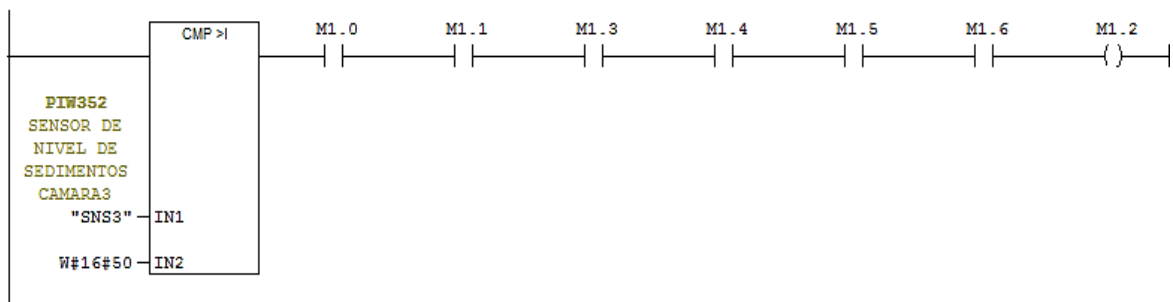 CMP >I
M1.0 M1.1 M1.3 M1.4 M1.5 M1.6 M1.2
PIW352
SENSOR DE
NIVEL DE
SEDIMENTOS
CAMARA3
"SNS3" IN1
W#16#50 IN2